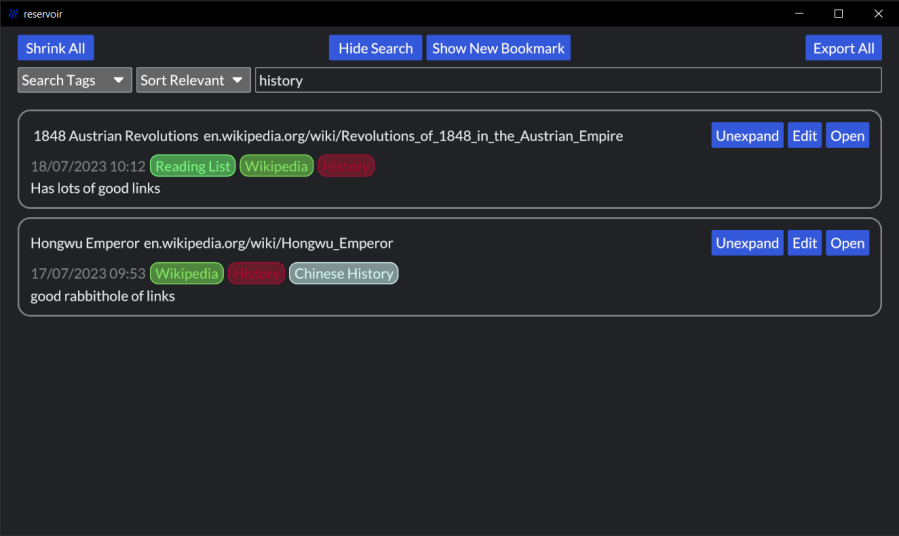 reservoir
Shrink All Hide Search Show New Bookmark Export All
Search Tags Sort Relevant history
1848 Austrian Revolutions en.wikipedia.org/wiki/Revolutions_of_1848_in_the_Austrian_Empire Unexpand Edit Open
18/07/2023 10:12 Reading List Wikipedia History
Has lots of good links
Hongwu Emperor en.wikipedia.org/wiki/Hongwu_Emperor Unexpand Edit Open
17/07/2023 09:53 Wikipedia History Chinese History
good rabbithole of links